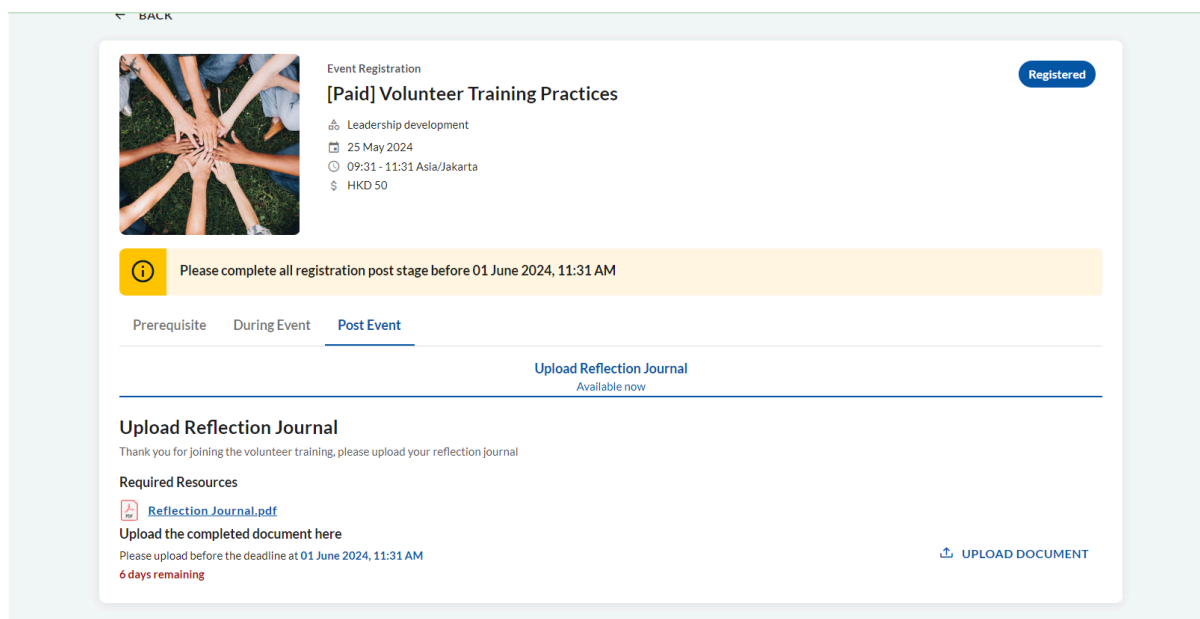 BACK
Event Registration
Registered
[Paid] Volunteer Training Practices
Leadership development
25 May 2024
09:31 - 11:31 Asia/Jakarta
$ HKD 50
Please complete all registration post stage before 01 June 2024, 11:31 AM
Prerequisite During Event Post Event
Upload Reflection Journal
Available now
Upload Reflection Journal
Thank you for joining the volunteer training, please upload your reflection journal
Required Resources
PDF Reflection Journal.pdf
Upload the completed document here
Please upload before the deadline at 01 June 2024, 11:31 AM
UPLOAD DOCUMENT
6 days remaining